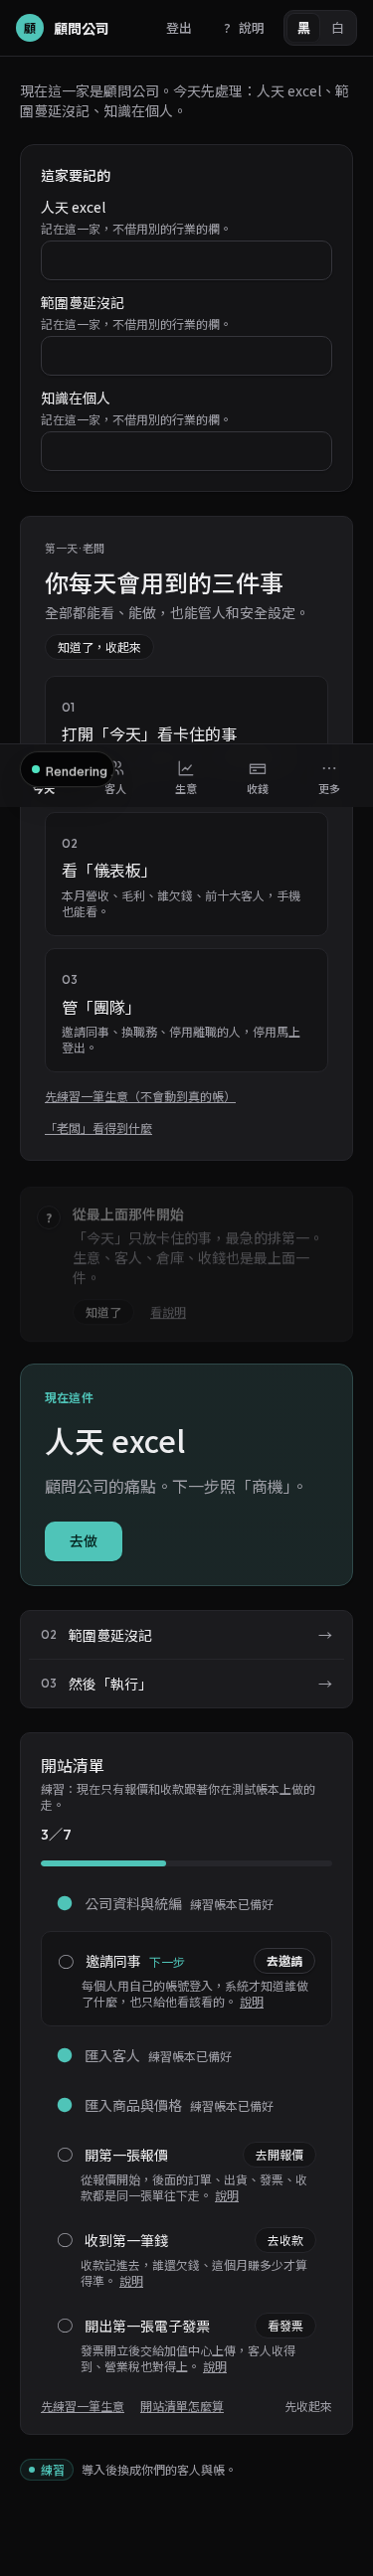 顧 顧問公司 登出 ? 說明 黑 白
現在這一家是顧問公司。今天先處理：人天 excel、範
圍蔓延沒記、知識在個人。
這家要記的
人天 excel
記在這一家，不借用別的行業的欄。
範圍蔓延沒記
記在這一家，不借用別的行業的欄。
知識在個人
記在這一家，不借用別的行業的欄。
第一天·老闆
你每天會用到的三件事
全部都能看、能做，也能管人和安全設定。
知道了，收起來
01
打開「今天」看卡住的事
Rendering
今天 客人 生意 收錢 更多
02
看「儀表板」
本月營收、毛利、誰欠錢、前十大客人，手機
也能看。
03
管「團隊」
邀請同事、換職務、停用離職的人，停用馬上
登出。
先練習一筆生意（不會動到真的帳）
「老闆」看得到什麼
? 從最上面那件開始
「今天」只放卡住的事，最急的排第一。
生意、客人、倉庫、收錢也是最上面一
件。
知道了 看說明
現在這件
人天 excel
顧問公司的痛點。下一步照「商機」。
去做
02 範圍蔓延沒記 →
03 然後「執行」 →
開站清單
練習：現在只有報價和收款跟著你在測試帳本上做的
走。
3／7
公司資料與統編 練習帳本已備好
邀請同事 下一步 去邀請
每個人用自己的帳號登入，系統才知道誰做
了什麼，也只給他看該看的。 說明
匯入客人 練習帳本已備好
匯入商品與價格 練習帳本已備好
開第一張報價 去開報價
從報價開始，後面的訂單、出貨、發票、收
款都是同一張單往下走。 說明
收到第一筆錢 去收款
收款記進去，誰還欠錢、這個月賺多少才算
得準。 說明
開出第一張電子發票 看發票
發票開立後交給加值中心上傳，客人收得
到、營業稅也對得上。 說明
先練習一筆生意 開站清單怎麼算 先收起來
練習 導入後換成你們的客人與帳。